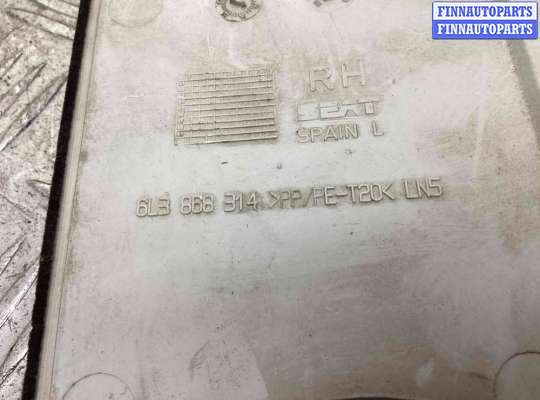 FINNAUTOPARTS
FINNAUTOPARTS
RH
SEAT
SPAIN L
6L3 868 314 >PP/PE-T20< LN5